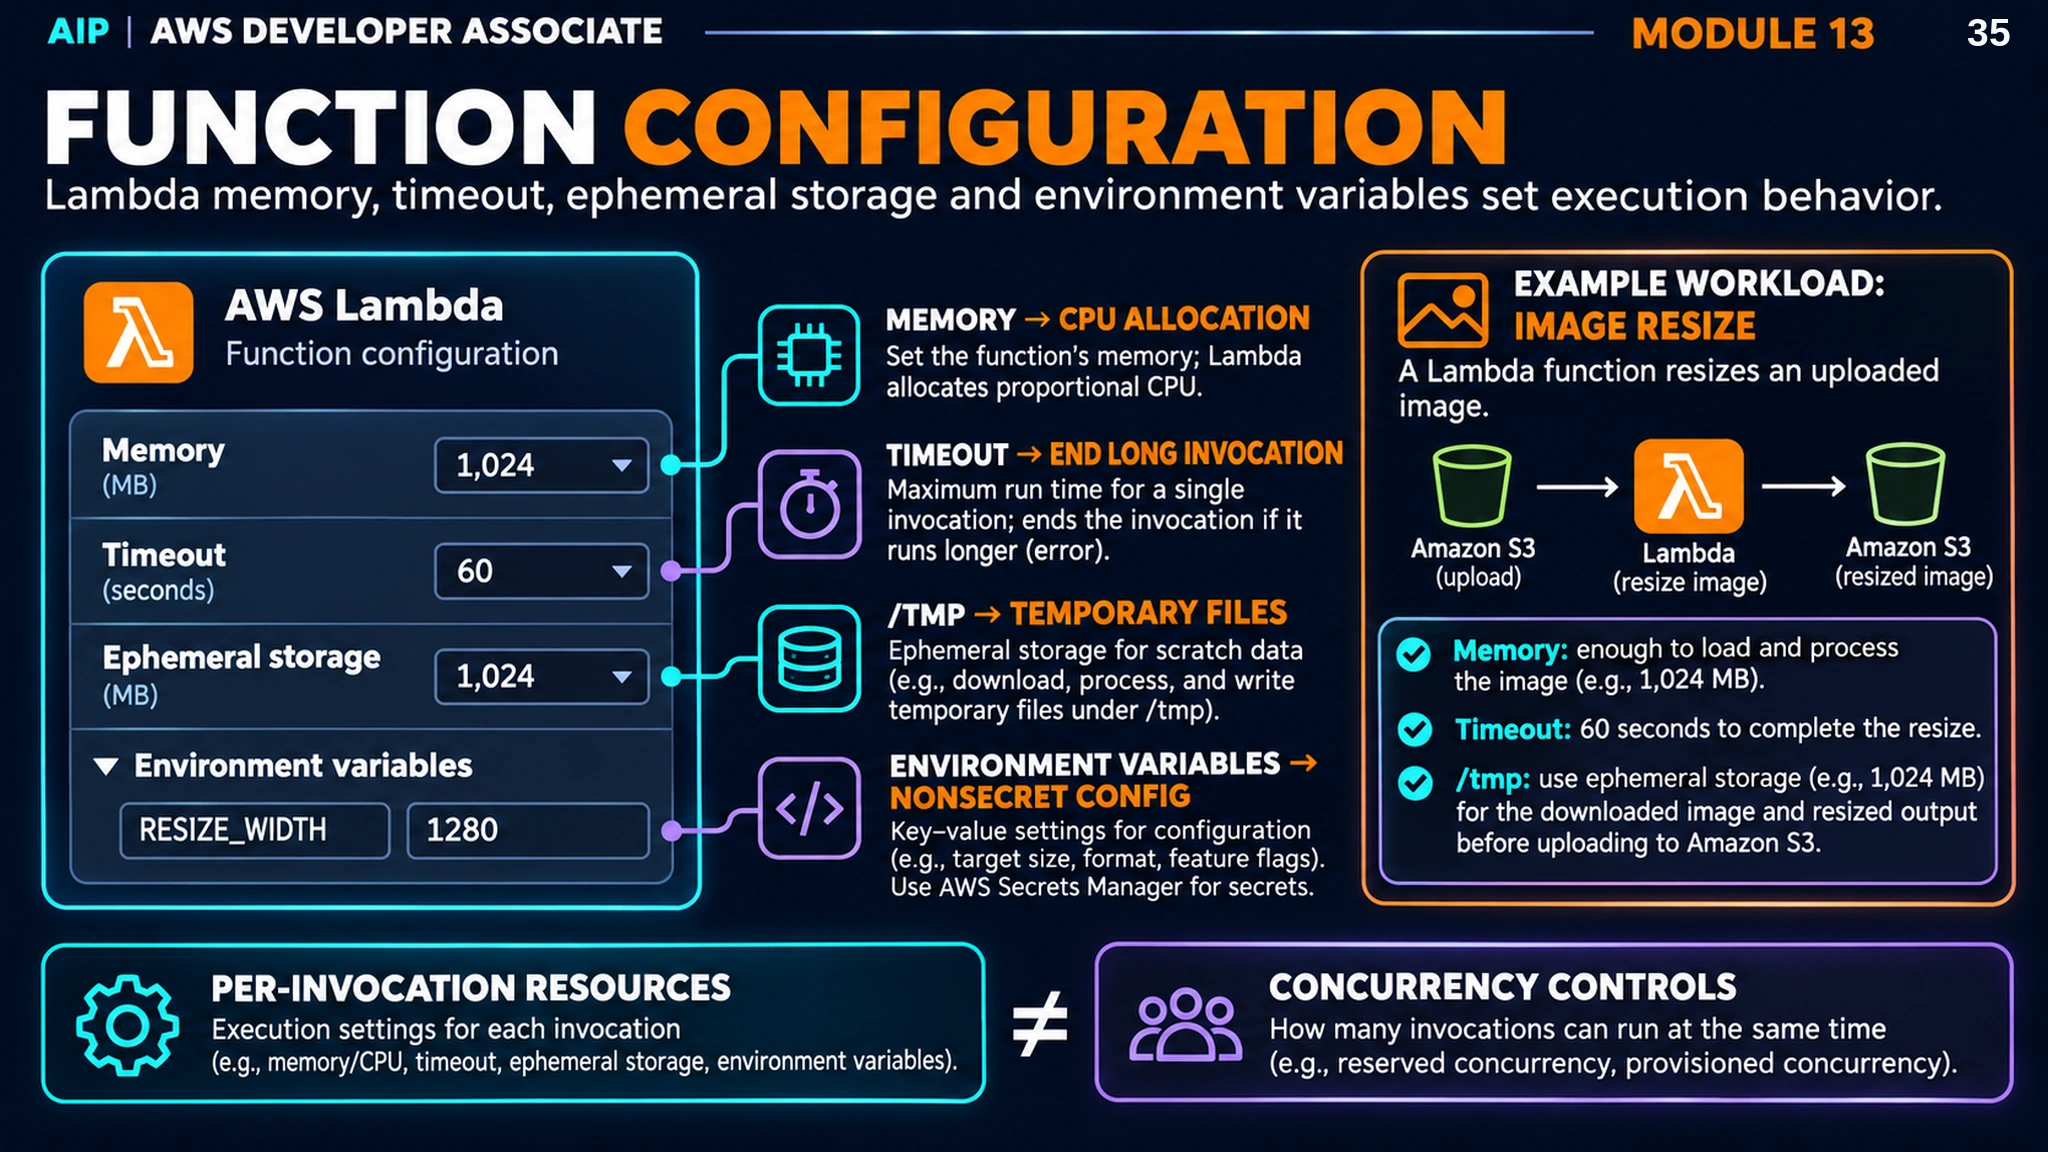 AIP | AWS DEVELOPER ASSOCIATE
MODULE 13
35
FUNCTION CONFIGURATION
Lambda memory, timeout, ephemeral storage and environment variables set execution behavior.
AWS Lambda
Function configuration
Memory
(MB)
1,024
Timeout
(seconds)
60
Ephemeral storage
(MB)
1,024
Environment variables
RESIZE_WIDTH
1280
MEMORY → CPU ALLOCATION
Set the function's memory; Lambda
allocates proportional CPU.
TIMEOUT → END LONG INVOCATION
Maximum run time for a single
invocation; ends the invocation if it
runs longer (error).
/TMP → TEMPORARY FILES
Ephemeral storage for scratch data
(e.g., download, process, and write
temporary files under /tmp).
ENVIRONMENT VARIABLES →
NONSECRET CONFIG
Key–value settings for configuration
(e.g., target size, format, feature flags).
Use AWS Secrets Manager for secrets.
EXAMPLE WORKLOAD:
IMAGE RESIZE
A Lambda function resizes an uploaded
image.
Amazon S3
(upload)
Lambda
(resize image)
Amazon S3
(resized image)
Memory: enough to load and process
the image (e.g., 1,024 MB).
Timeout: 60 seconds to complete the resize.
/tmp: use ephemeral storage (e.g., 1,024 MB)
for the downloaded image and resized output
before uploading to Amazon S3.
PER-INVOCATION RESOURCES
Execution settings for each invocation
(e.g., memory/CPU, timeout, ephemeral storage, environment variables).
≠
CONCURRENCY CONTROLS
How many invocations can run at the same time
(e.g., reserved concurrency, provisioned concurrency).